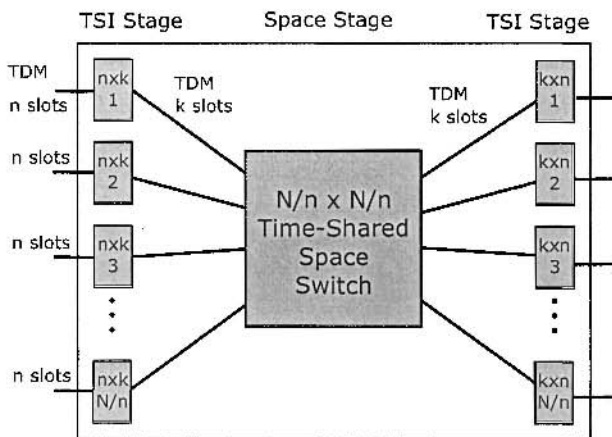 TSI Stage
Space Stage
TSI Stage
TDM
n slots
nxk
1
TDM
k slots
TDM
k slots
kxn
1
n slots
nxk
2
kxn
2
N/n x N/n
Time-Shared
Space
Switch
n slots
nxk
3
kxn
3
n slots
nxk
N/n
kxn
N/n